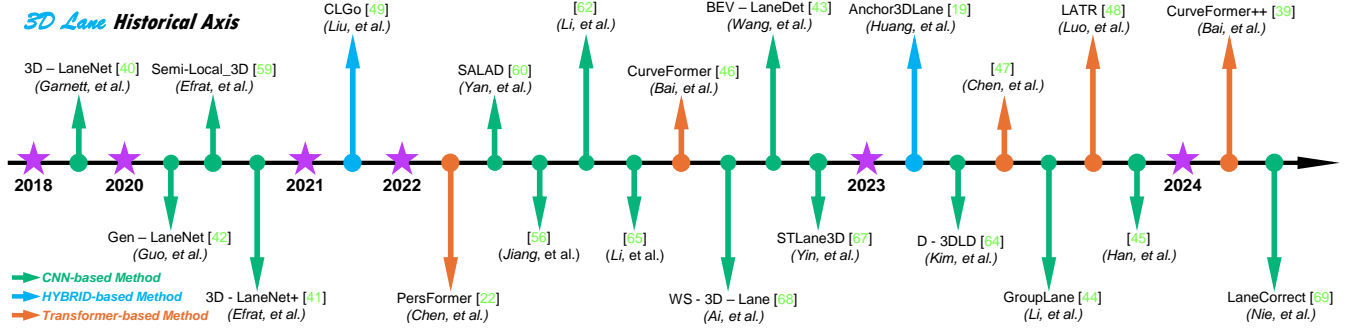 3D Lane Historical Axis
3D – LaneNet [40]
(Garnett, et al.)
Semi-Local_3D [59]
(Efrat, et al.)
CLGo [49]
(Liu, et al.)
SALAD [60]
(Yan, et al.)
[62]
(Li, et al.)
CurveFormer [46]
(Bai, et al.)
BEV – LaneDet [43]
(Wang, et al.)
Anchor3DLane [19]
(Huang, et al.)
[47]
(Chen, et al.)
LATR [48]
(Luo, et al.)
CurveFormer++ [39]
(Bai, et al.)
2018
2020
2021
2022
2023
2024
Gen – LaneNet [42]
(Guo, et al.)
3D - LaneNet+ [41]
(Efrat, et al.)
PersFormer [22]
(Chen, et al.)
[56]
(Jiang, et al.)
[65]
(Li, et al.)
WS - 3D – Lane [68]
(Ai, et al.)
STLane3D [67]
(Yin, et al.)
D - 3DLD [64]
(Kim, et al.)
GroupLane [44]
(Li, et al.)
[45]
(Han, et al.)
LaneCorrect [69]
(Nie, et al.)
CNN-based Method
HYBRID-based Method
Transformer-based Method